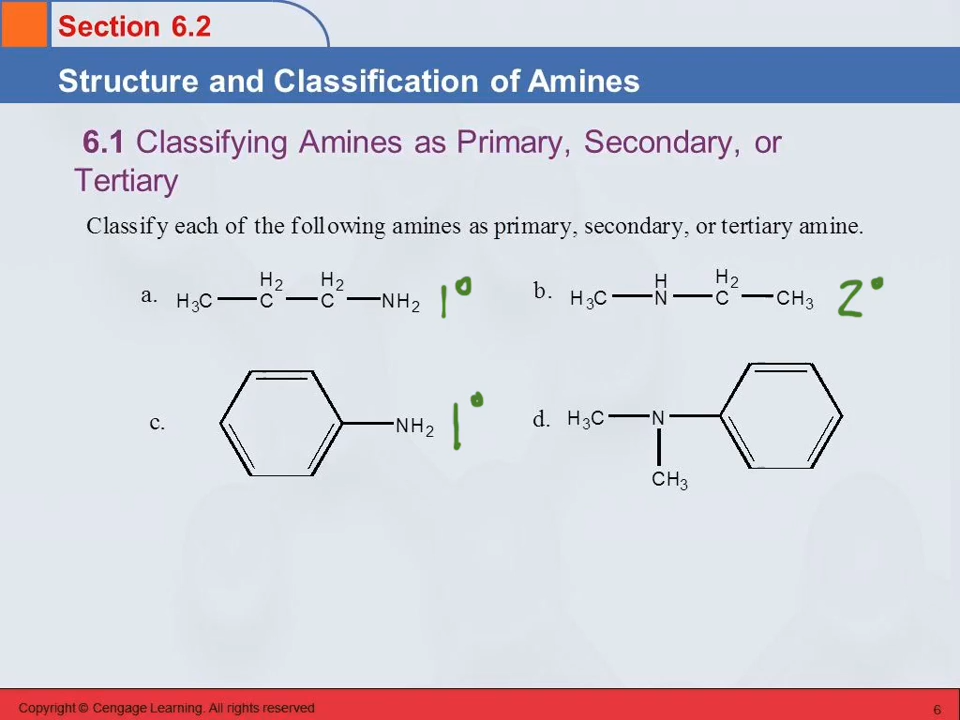 Section 6.2
Structure and Classification of Amines
6.1 Classifying Amines as Primary, Secondary, or
Tertiary
Classify each of the following amines as primary, secondary, or tertiary amine.
a. H3C C H2 C H2 NH2 1°
b. H3C H N H2 C CH3 2°
c. NH2 1°
d. H3C N CH3
Copyright © Cengage Learning. All rights reserved
6